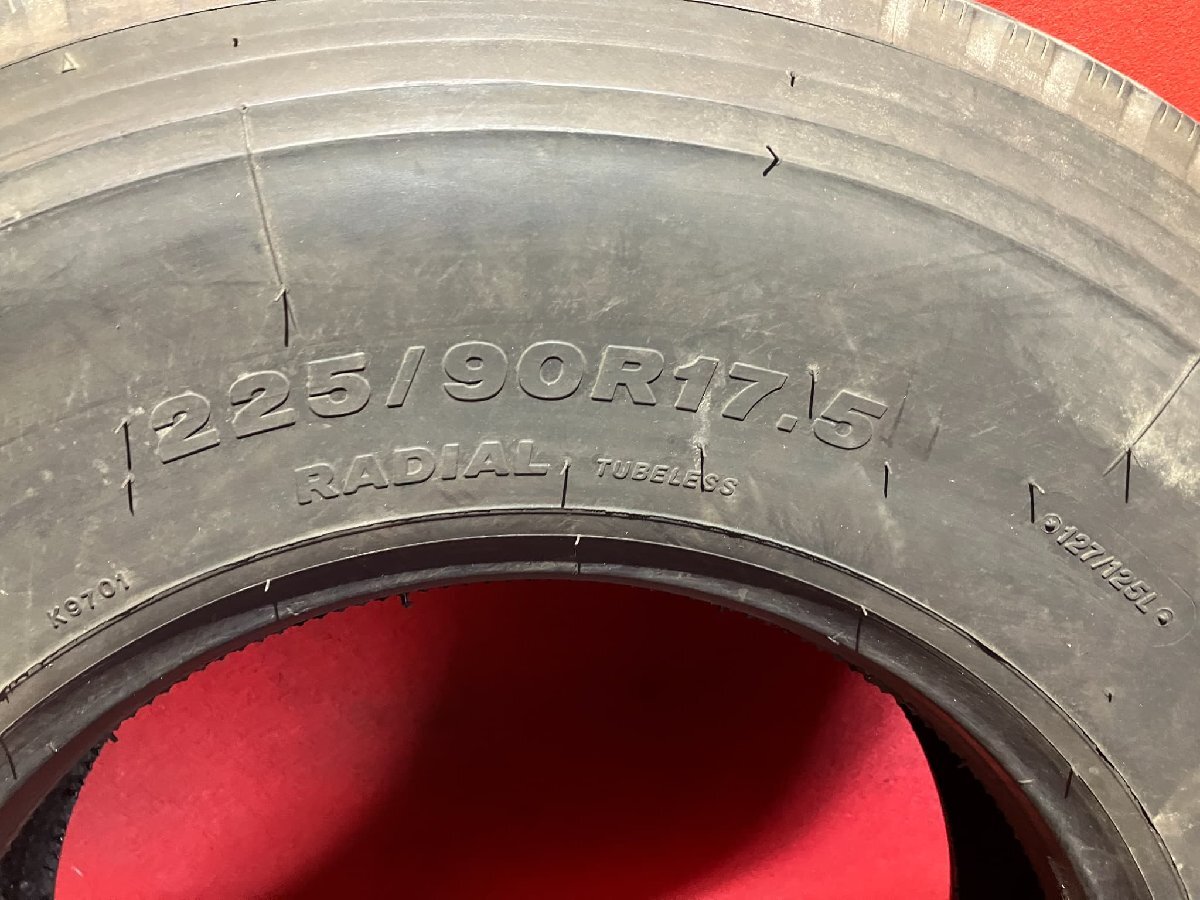 225/90R17.5
RADIAL TUBELESS
K9701
127/125L